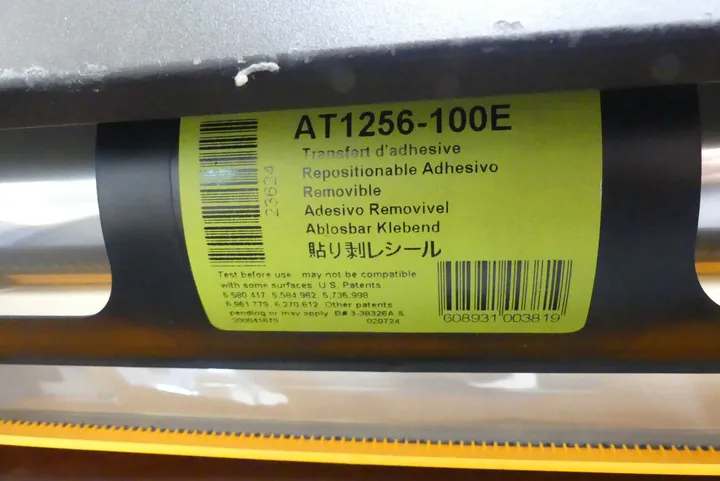 AT1256-100E
Transfert d'adhesive
Repositionable Adhesivo
Removible
Adesivo Removivel
Ablosbar Klebend
貼り剥レシール
23624
Test before use may not be compatible
with some surfaces U.S. Patents
5,580,417, 5,584,962, 5,735,998
5,961,779, 6,270,612 Other patents
pending or may apply B# 3-38326A &
020724
608931 003819